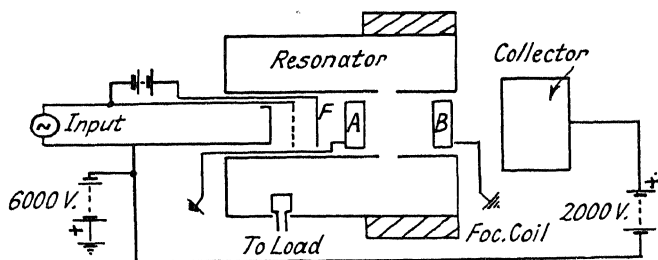 Resonator
Collector
Input
F
A
B
6000 V.
+
To Load
Foc. Coil
2000 V.
+